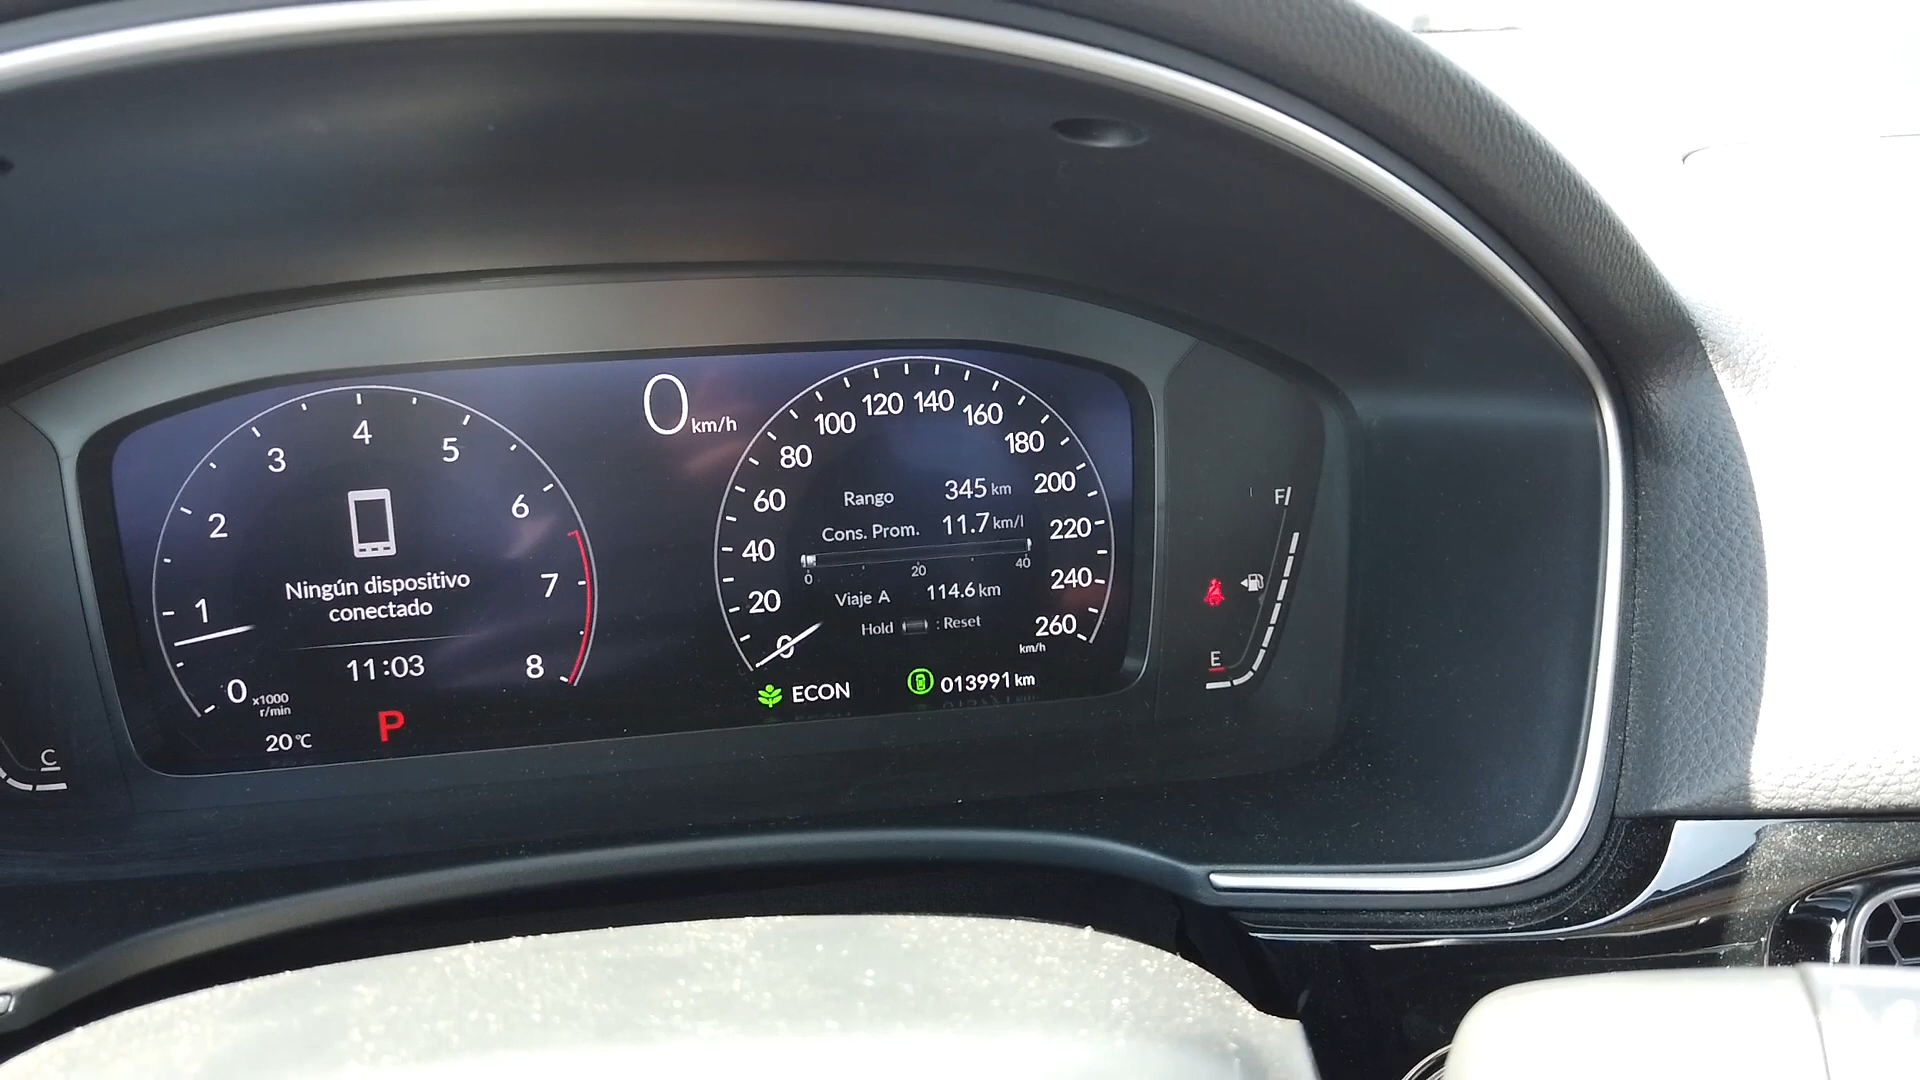 0 km/h
4
3
5
2
6
1
7
0
8
x1000
r/min
Ningún dispositivo
conectado
11:03
20°C
P
C
120
140
100
160
80
180
60
200
40
220
20
240
0
260
km/h
Rango 345 km
Cons. Prom. 11.7 km/l
0 20 40
Viaje A 114.6 km
Hold : Reset
ECON
013991 km
F
E